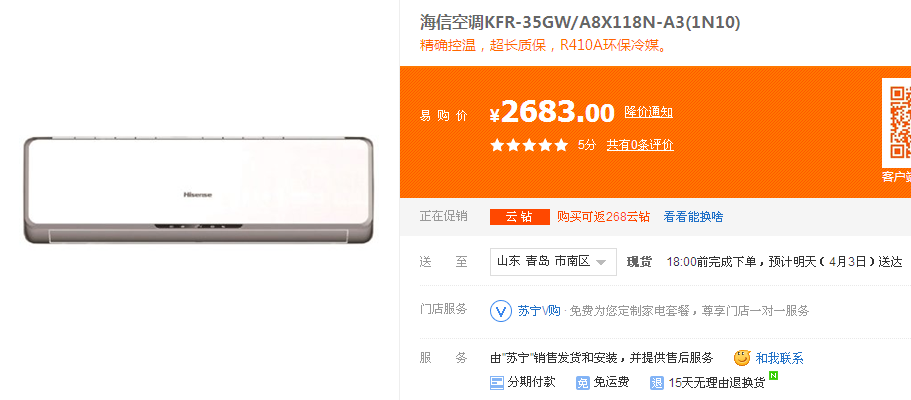 海信空调KFR-35GW/A8X118N-A3(1N10)
精确控温，超长质保，R410A环保冷媒。
易购价 ¥2683.00 降价通知
5分 共有0条评价
客户端
Hisense
正在促销 云钻 购买可返268云钻 看看能换啥
送至 山东 青岛 市南区 现货 18:00前完成下单，预计明天（4月3日）送达
门店服务 V 苏宁V购 · 免费为您定制家电套餐，尊享门店一对一服务
服务 由"苏宁"销售发货和安装，并提供售后服务 和我联系
分期付款 免 免运费 退 15天无理由退换货 N